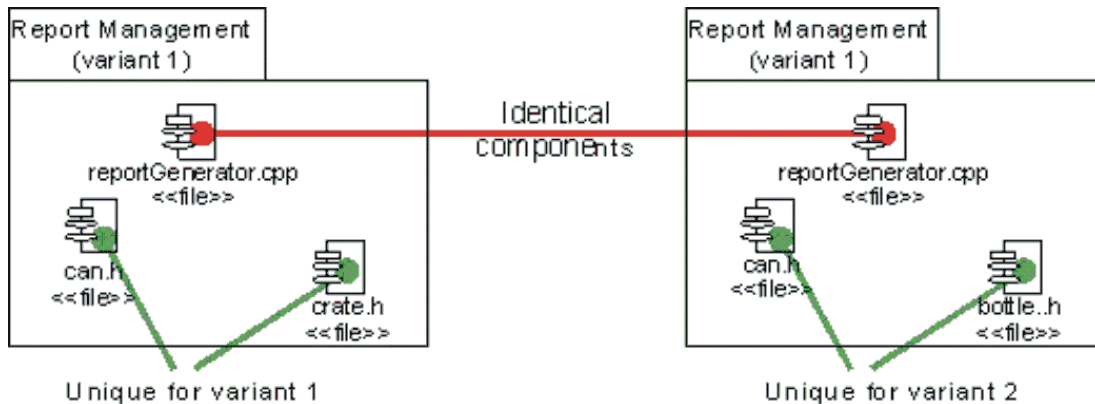 Report Management
(variant 1)
reportGenerator.cpp
<<file>>
can.h
<<file>>
crate.h
<<file>>
Unique for variant 1
Identical
components
Report Management
(variant 1)
reportGenerator.cpp
<<file>>
can.h
<<file>>
bottle..h
<<file>>
Unique for variant 2